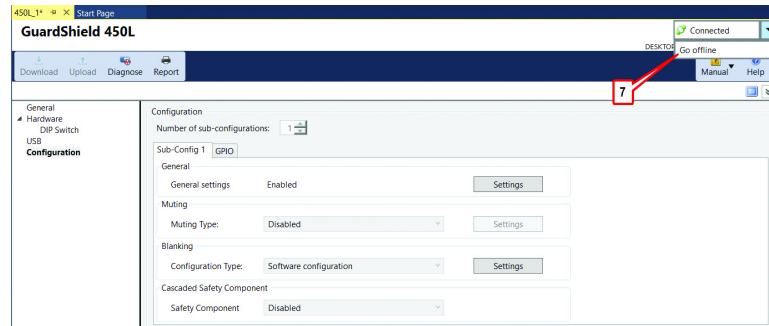 450L_1* Start Page
GuardShield 450L
Connected
DESKTOP
Go offline
Download Upload Diagnose Report
Manual Help
7
General
Hardware
DIP Switch
USB
Configuration
Configuration
Number of sub-configurations: 1
Sub-Config 1 GPIO
General
General settings Enabled Settings
Muting
Muting Type: Disabled Settings
Blanking
Configuration Type: Software configuration Settings
Cascaded Safety Component
Safety Component Disabled